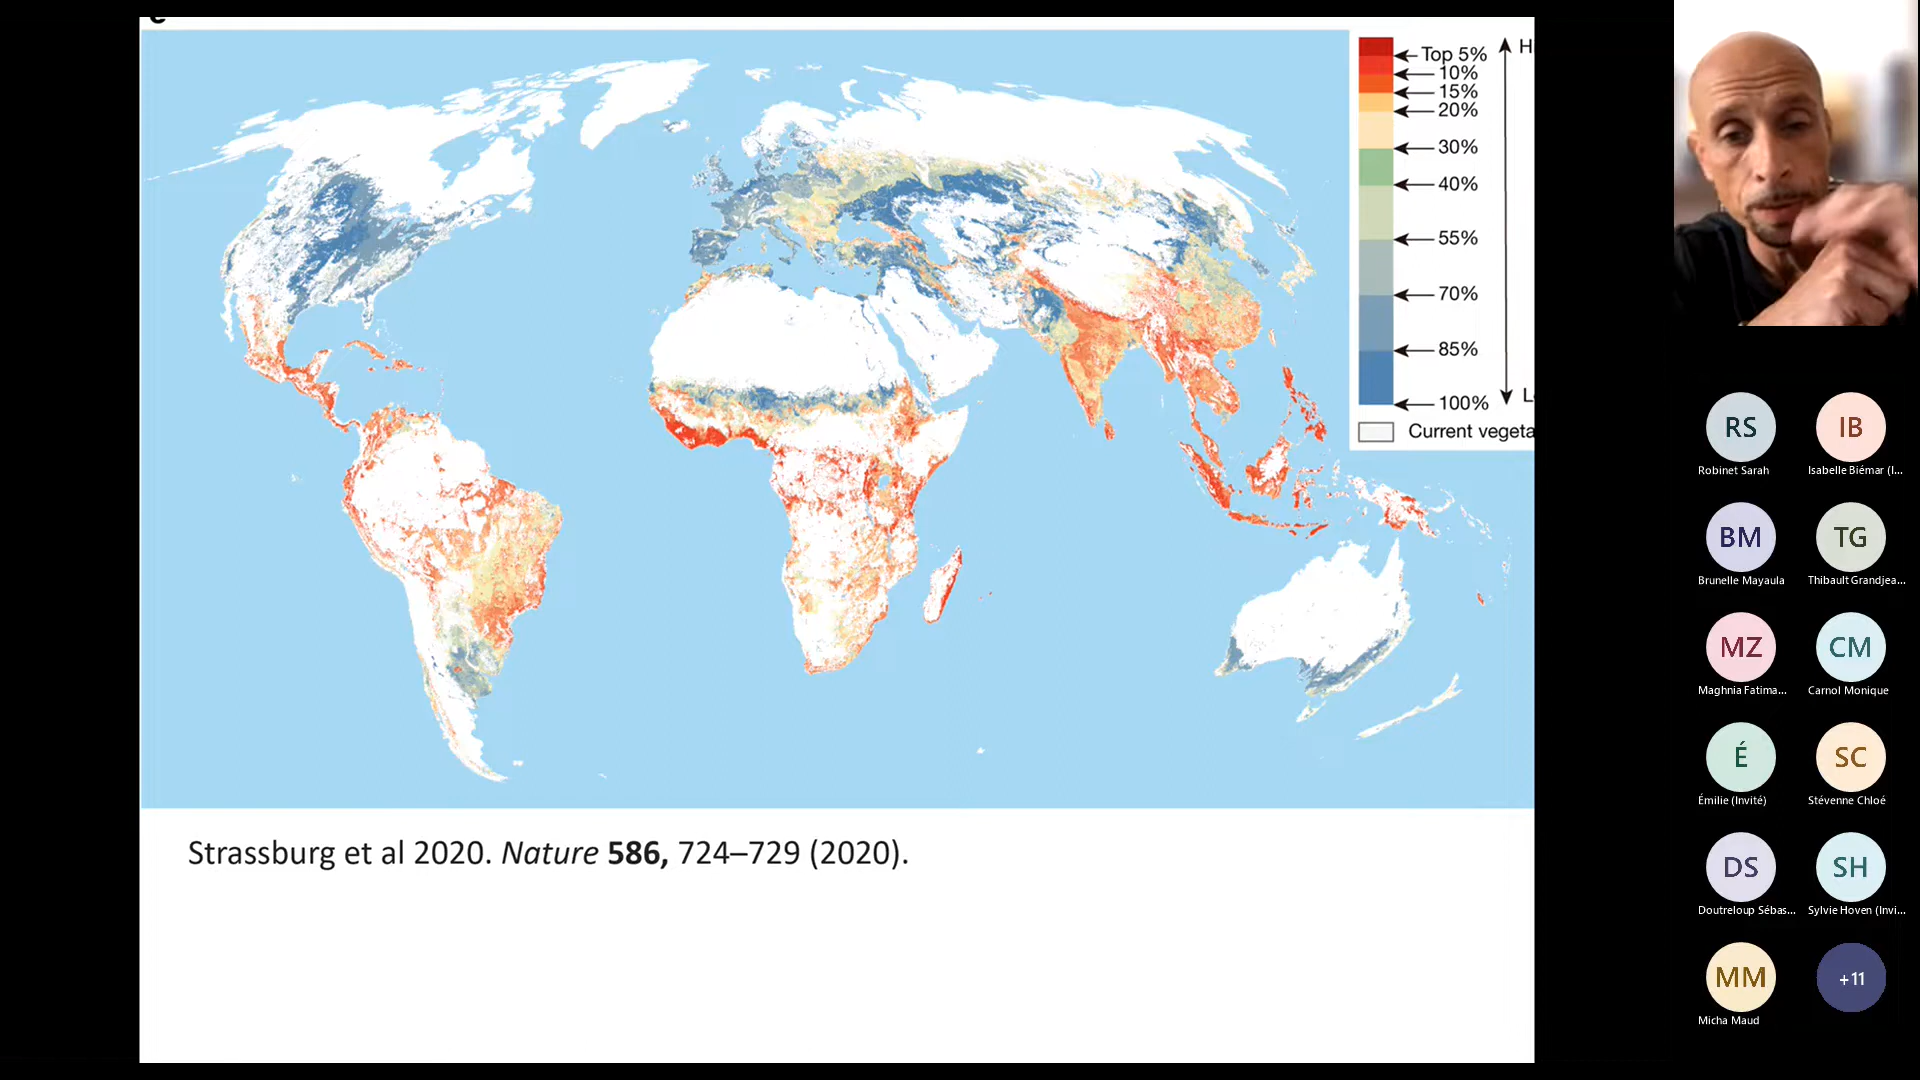 Top 5%
10%
15%
20%
30%
40%
55%
70%
85%
100%
H
L
Current vegeta
Strassburg et al 2020. Nature 586, 724–729 (2020).
RS
Robinet Sarah
IB
Isabelle Biémar (I...
BM
Brunelle Mayaula
TG
Thibault Grandjea...
MZ
Maghnia Fatima...
CM
Carnol Monique
É
Émilie (Invité)
SC
Stévenne Chloé
DS
Doutreloup Sébas...
SH
Sylvie Hoven (Invi...
MM
Micha Maud
+11